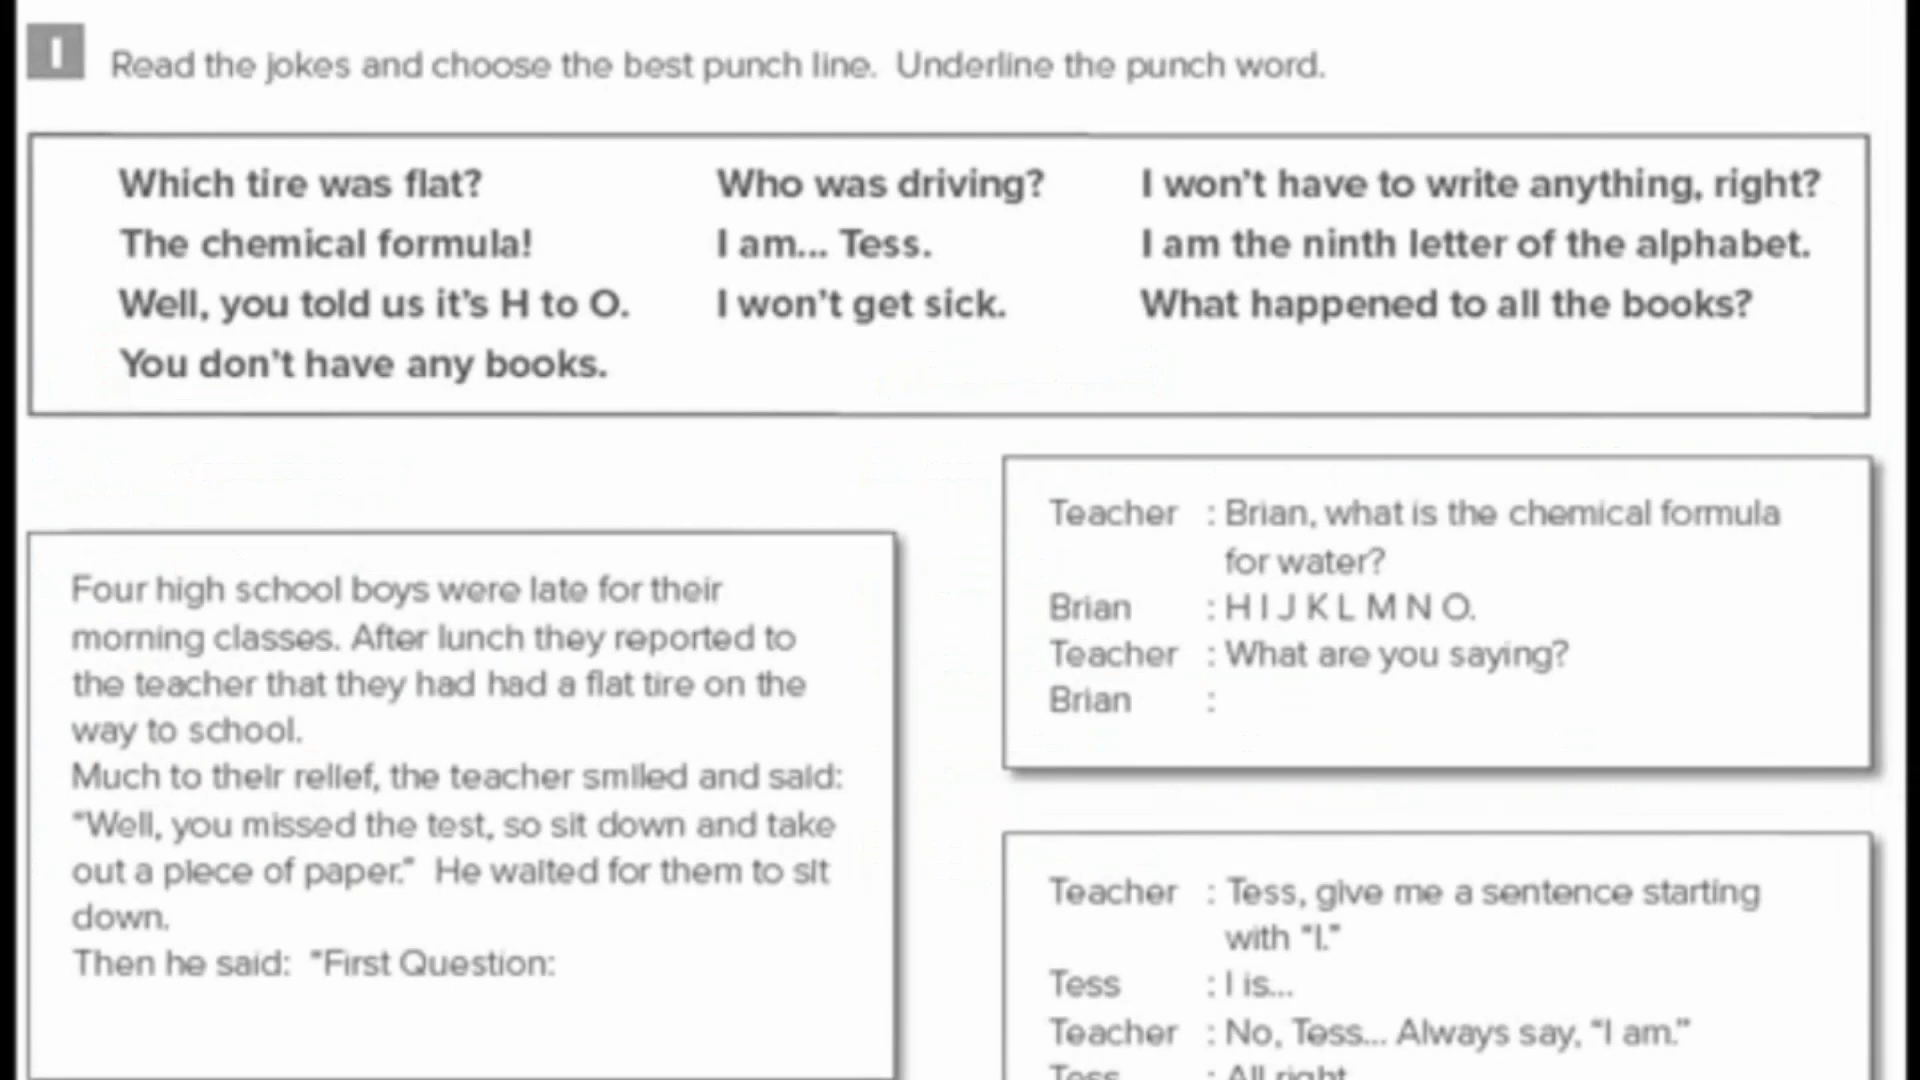 I Read the jokes and choose the best punch line. Underline the punch word.
Which tire was flat? Who was driving? I won't have to write anything, right?
The chemical formula! I am... Tess. I am the ninth letter of the alphabet.
Well, you told us it's H to O. I won't get sick. What happened to all the books?
You don't have any books.
Four high school boys were late for their
morning classes. After lunch they reported to
the teacher that they had had a flat tire on the
way to school.
Much to their relief, the teacher smiled and said:
"Well, you missed the test, so sit down and take
out a piece of paper." He waited for them to sit
down.
Then he said: "First Question:
Teacher : Brian, what is the chemical formula
for water?
Brian : H I J K L M N O.
Teacher : What are you saying?
Brian :
Teacher : Tess, give me a sentence starting
with "I."
Tess : I is...
Teacher : No, Tess... Always say, "I am."
Tess : All right